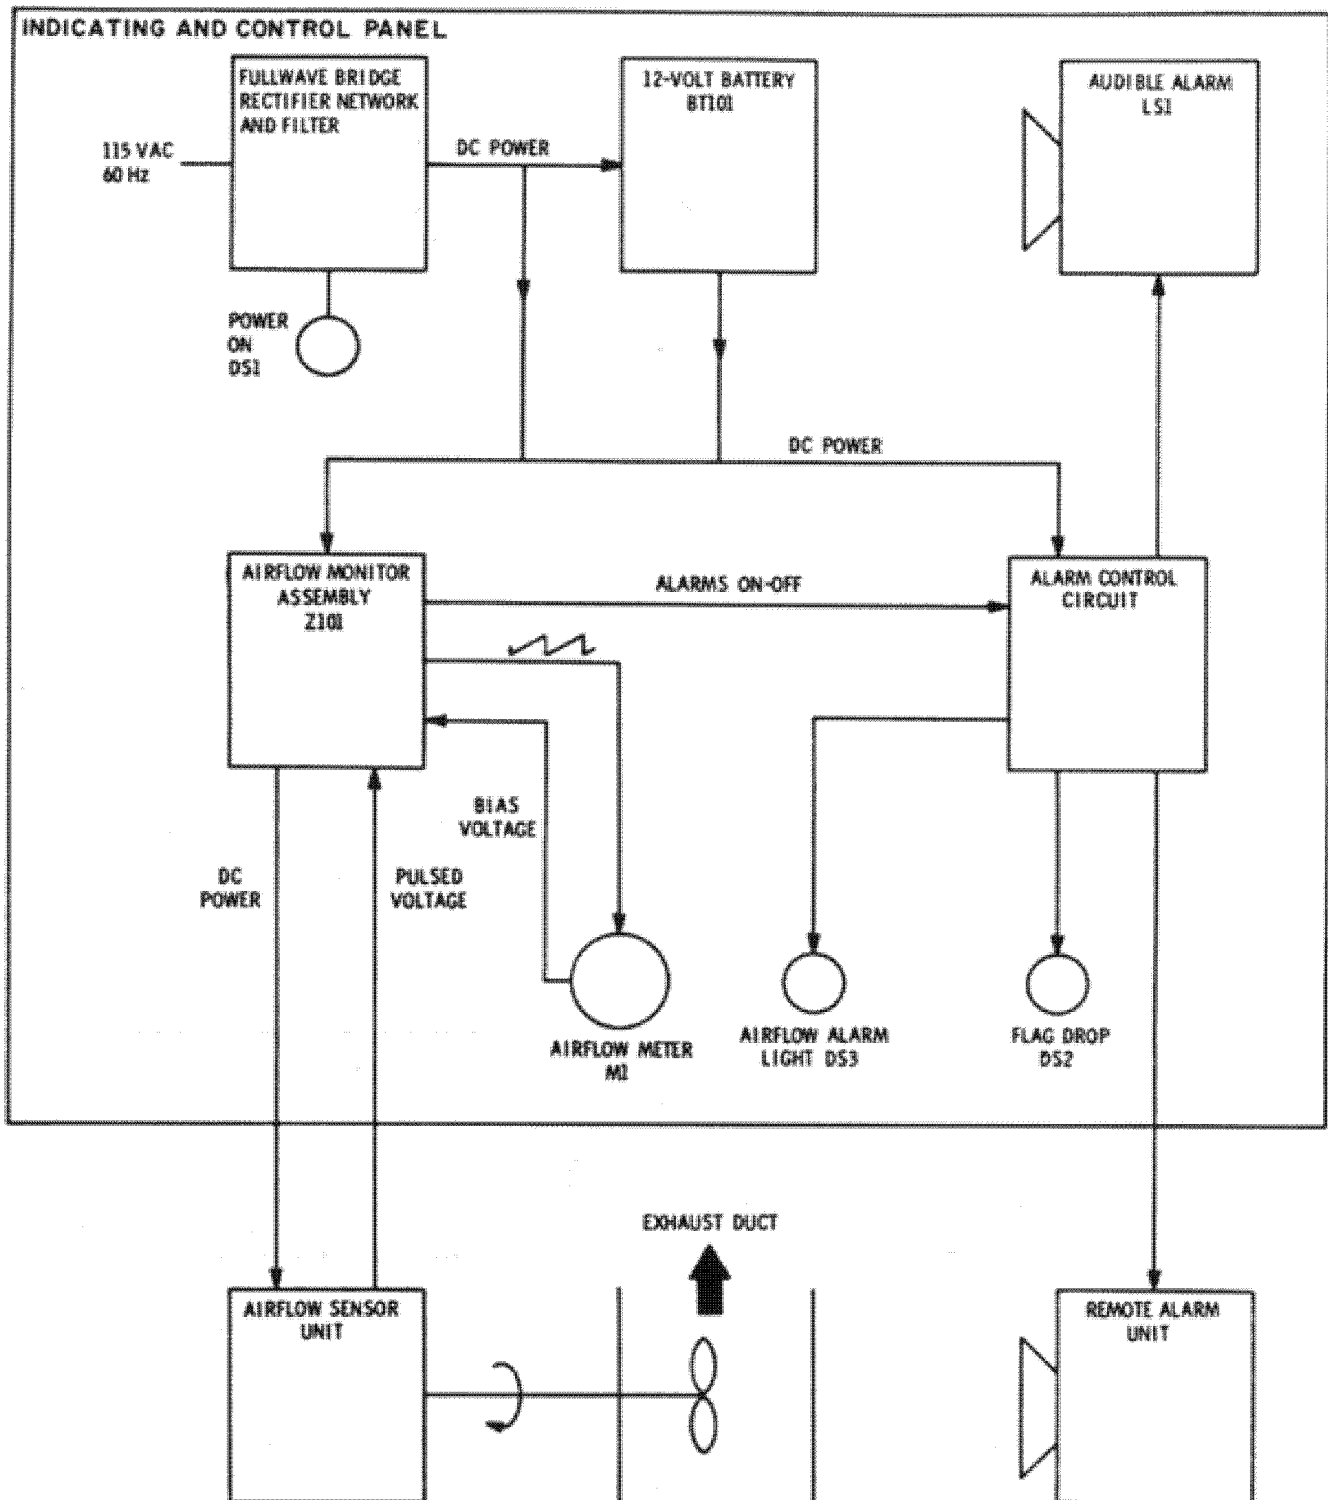 INDICATING AND CONTROL PANEL
FULLWAVE BRIDGE
RECTIFIER NETWORK
AND FILTER
12-VOLT BATTERY
BT101
AUDIBLE ALARM
LS1
115 VAC
60 Hz
DC POWER
POWER
ON
DS1
DC POWER
AIRFLOW MONITOR
ASSEMBLY
Z101
ALARMS ON-OFF
ALARM CONTROL
CIRCUIT
BIAS
VOLTAGE
DC
POWER
PULSED
VOLTAGE
AIRFLOW METER
M1
AIRFLOW ALARM
LIGHT DS3
FLAG DROP
DS2
EXHAUST DUCT
AIRFLOW SENSOR
UNIT
REMOTE ALARM
UNIT